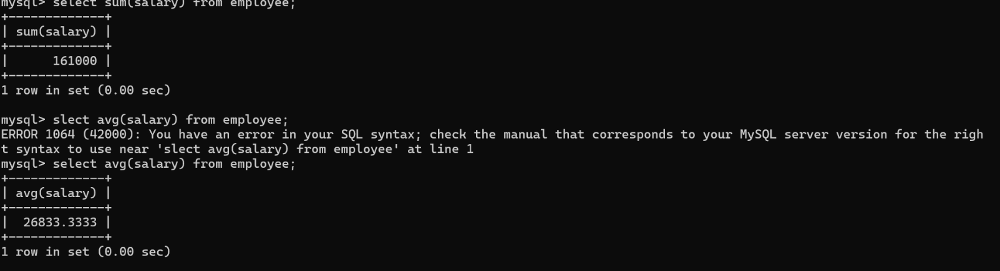 mysql> select sum(salary) from employee;
+-------------+
| sum(salary) |
+-------------+
|      161000 |
+-------------+
1 row in set (0.00 sec)

mysql> slect avg(salary) from employee;
ERROR 1064 (42000): You have an error in your SQL syntax; check the manual that corresponds to your MySQL server version for the righ
t syntax to use near 'slect avg(salary) from employee' at line 1
mysql> select avg(salary) from employee;
+-------------+
| avg(salary) |
+-------------+
|  26833.3333 |
+-------------+
1 row in set (0.00 sec)